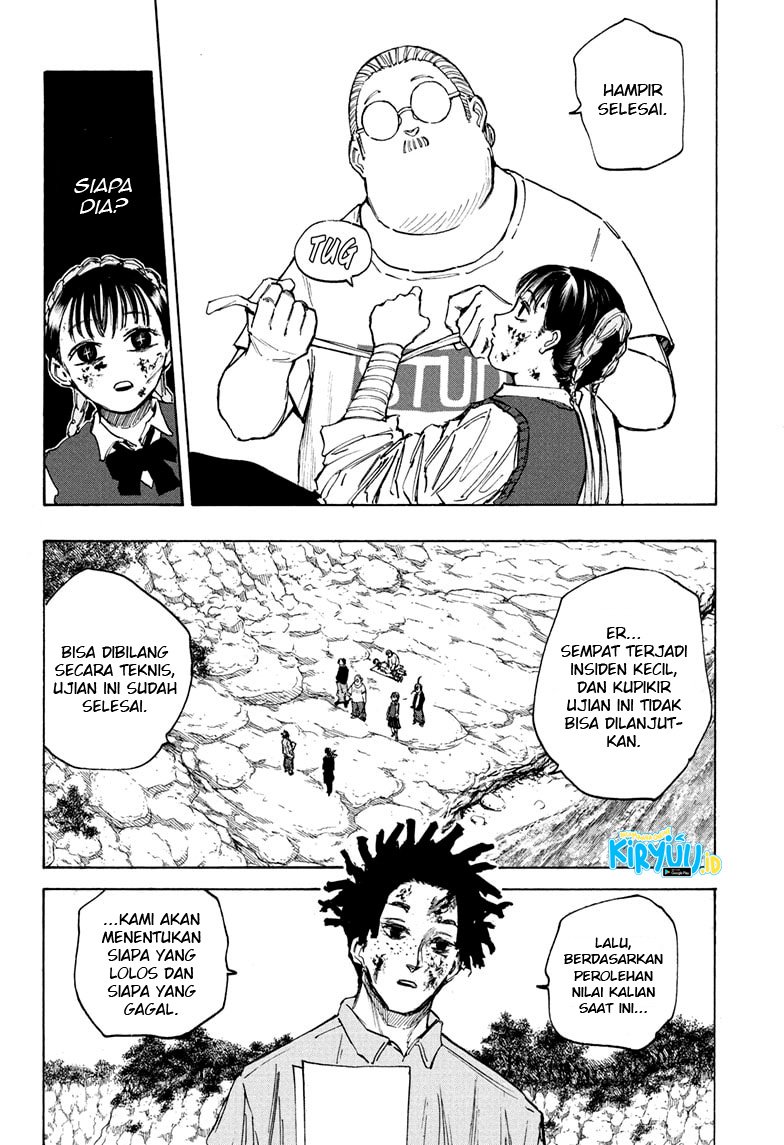 HAMPIR
SELESAI.
TUG
STUD
SIAPA
DIA?
ER...
SEMPAT TERJADI
INSIDEN KECIL,
DAN KUPIKIR
UJIAN INI TIDAK
BISA DILANJUT-
KAN.
BISA DIBILANG
SECARA TEKNIS,
UJIAN INI SUDAH
SELESAI.
KiRYUU.iD
LALU,
BERDASARKAN
PEROLEHAN
NILAI KALIAN
SAAT INI...
...KAMI AKAN
MENENTUKAN
SIAPA YANG
LOLOS DAN
SIAPA YANG
GAGAL.